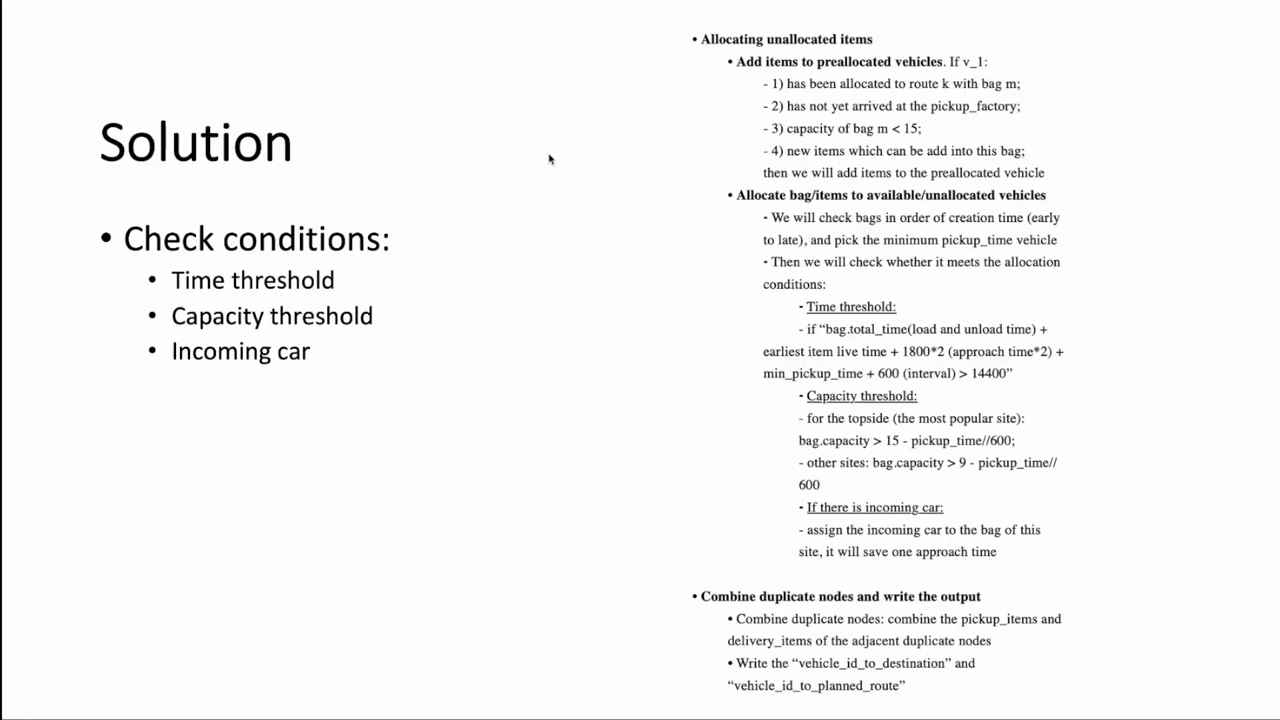 Solution
• Check conditions:
• Time threshold
• Capacity threshold
• Incoming car
• Allocating unallocated items
• Add items to preallocated vehicles. If v_1:
- 1) has been allocated to route k with bag m;
- 2) has not yet arrived at the pickup_factory;
- 3) capacity of bag m < 15;
- 4) new items which can be add into this bag;
then we will add items to the preallocated vehicle
• Allocate bag/items to available/unallocated vehicles
- We will check bags in order of creation time (early
to late), and pick the minimum pickup_time vehicle
- Then we will check whether it meets the allocation
conditions:
- Time threshold:
- if “bag.total_time(load and unload time) +
earliest item live time + 1800*2 (approach time*2) +
min_pickup_time + 600 (interval) > 14400”
- Capacity threshold:
- for the topside (the most popular site):
bag.capacity > 15 - pickup_time//600;
- other sites: bag.capacity > 9 - pickup_time//
600
- If there is incoming car:
- assign the incoming car to the bag of this
site, it will save one approach time
• Combine duplicate nodes and write the output
• Combine duplicate nodes: combine the pickup_items and
delivery_items of the adjacent duplicate nodes
• Write the “vehicle_id_to_destination” and
“vehicle_id_to_planned_route”